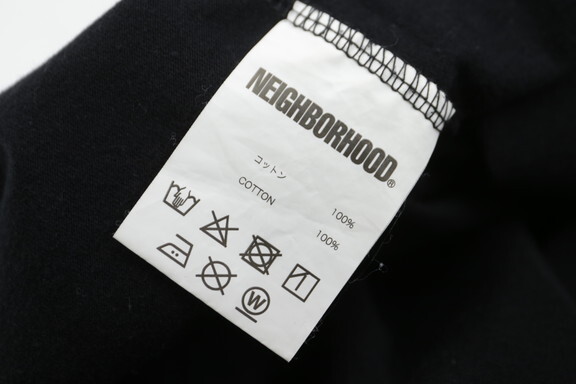 NEIGHBORHOOD®
コットン 100%
COTTON 100%
W